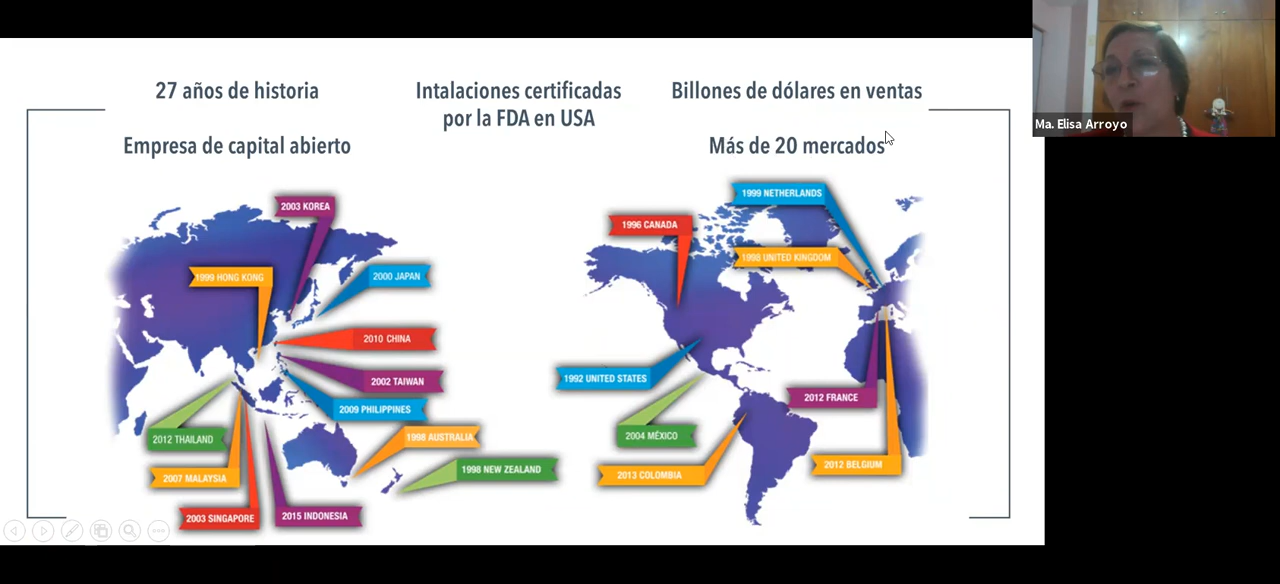 27 años de historia
Intalaciones certificadas
por la FDA en USA
Billones de dólares en ventas
Empresa de capital abierto
Más de 20 mercados
Ma. Elisa Arroyo
2003 KOREA
1999 HONG KONG
2000 JAPAN
2010 CHINA
2002 TAIWAN
2009 PHILIPPINES
1998 AUSTRALIA
2012 THAILAND
2007 MALAYSIA
1998 NEW ZEALAND
2003 SINGAPORE
2015 INDONESIA
1999 NETHERLANDS
1996 CANADA
1998 UNITED KINGDOM
1992 UNITED STATES
2012 FRANCE
2004 MÉXICO
2013 COLOMBIA
2012 BELGIUM